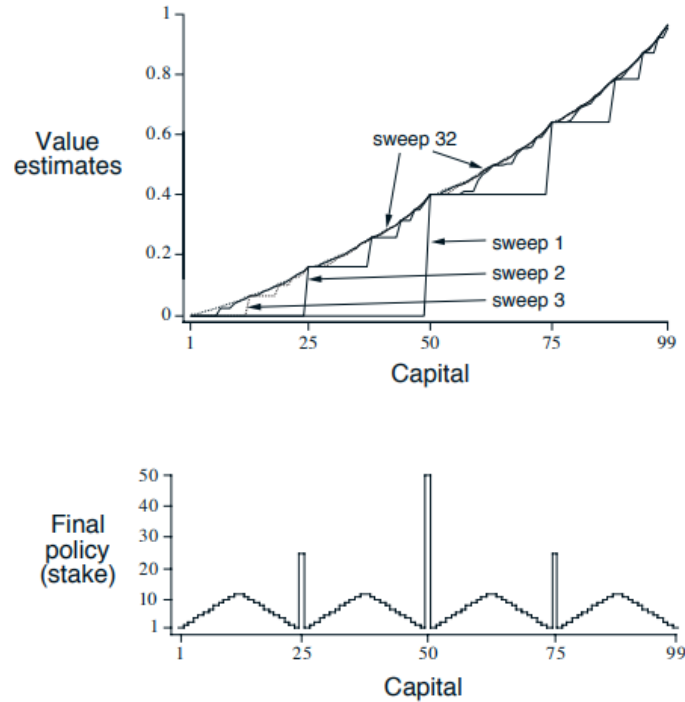 1
0.8
Value
estimates
0.6
sweep 32
0.4
sweep 1
0.2
sweep 2
sweep 3
0
1 25 50 75 99
Capital
50
40
Final
policy
(stake)
30
20
10
1
1 25 50 75 99
Capital